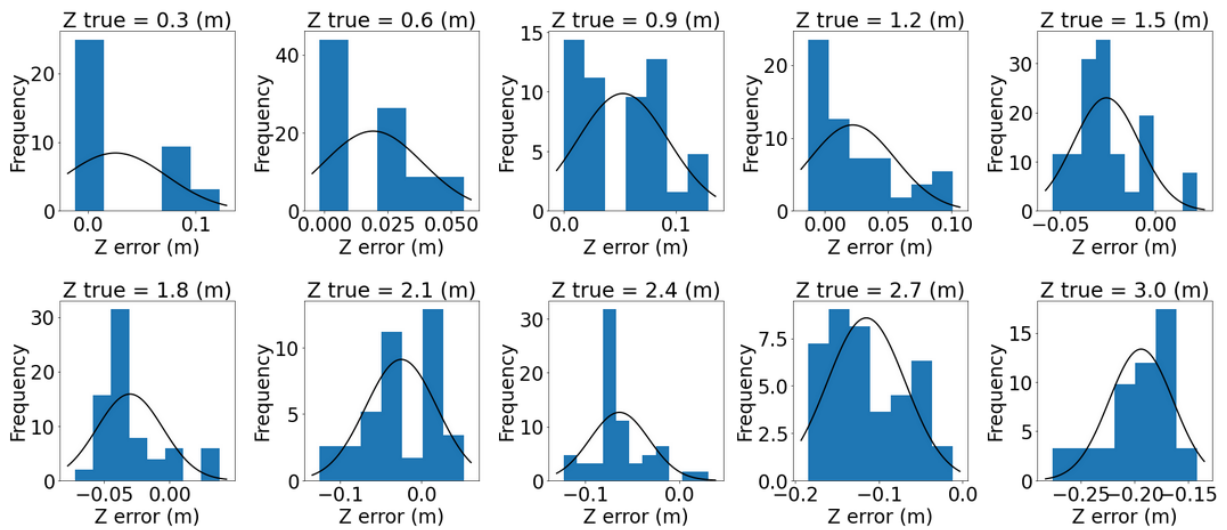 Z true = 0.3 (m) Z true = 0.6 (m) Z true = 0.9 (m) Z true = 1.2 (m) Z true = 1.5 (m)
Frequency Frequency Frequency Frequency Frequency
20 40 15 20 30
10 20 10 10 20
0 0 5 0 10
0 0
0.0 0.1 0.000 0.025 0.050 0.0 0.1 0.00 0.05 0.10 −0.05 0.00
Z error (m) Z error (m) Z error (m) Z error (m) Z error (m)
Z true = 1.8 (m) Z true = 2.1 (m) Z true = 2.4 (m) Z true = 2.7 (m) Z true = 3.0 (m)
Frequency Frequency Frequency Frequency Frequency
30 10 30 7.5 15
20 5 20 5.0 10
10 0 10 2.5 5
0 0 0.0 0
−0.05 0.00 −0.1 0.0 −0.1 0.0 −0.2 −0.1 0.0 −0.25 −0.20 −0.15
Z error (m) Z error (m) Z error (m) Z error (m) Z error (m)